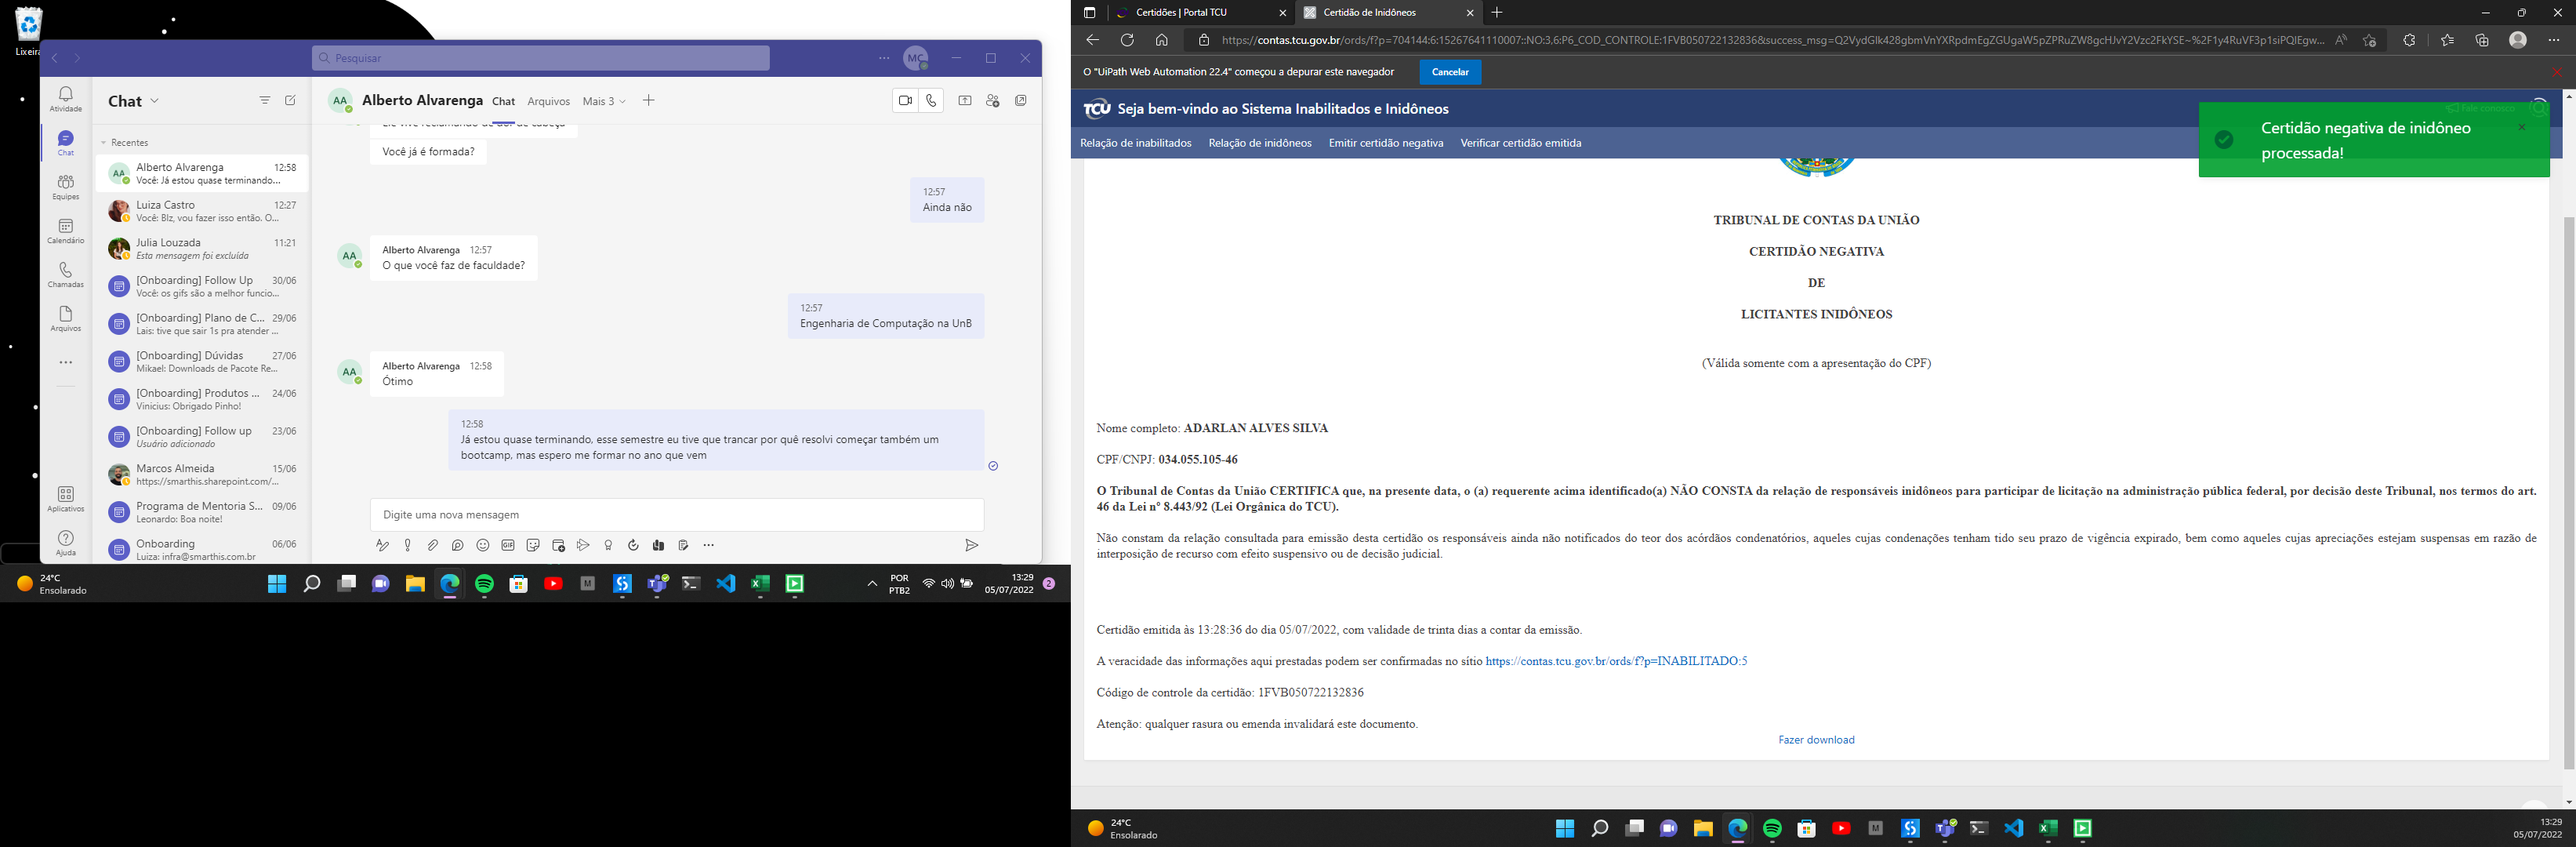 Lixeira
Pesquisar
MC
Atividade
Chat
Equipes
Calendário
Chamadas
Arquivos
Aplicativos
Ajuda
Chat
Recentes
AA
Alberto Alvarenga 12:58
Você: Já estou quase terminando...
Luiza Castro 12:27
Você: Blz, vou fazer isso então. O...
Julia Louzada 11:21
Esta mensagem foi excluída
[Onboarding] Follow Up 30/06
Você: os gifs são a melhor funcio...
[Onboarding] Plano de C... 29/06
Lais: tive que sair 1s pra atender ...
[Onboarding] Dúvidas 27/06
Mikael: Downloads de Pacote Re...
[Onboarding] Produtos ... 24/06
Vinicius: Obrigado Pinho!
[Onboarding] Follow up 23/06
Usuário adicionado
Marcos Almeida 15/06
https://smarthis.sharepoint.com/...
Programa de Mentoria S... 09/06
Leonardo: Boa noite!
Onboarding 06/06
Luiza: infra@smarthis.com.br
AA Alberto Alvarenga Chat Arquivos Mais 3
Ele vive reclamando de dor de cabeça
Você já é formada?
12:57
Ainda não
AA
Alberto Alvarenga 12:57
O que você faz de faculdade?
12:57
Engenharia de Computação na UnB
AA
Alberto Alvarenga 12:58
Ótimo
12:58
Já estou quase terminando, esse semestre eu tive que trancar por quê resolvi começar também um
bootcamp, mas espero me formar no ano que vem
Digite uma nova mensagem
GIF
24°C
Ensolarado
M
POR
PTB2
13:29
05/07/2022
2
Certidões | Portal TCU
Certidão de Inidôneos
https://contas.tcu.gov.br/ords/f?p=704144:6:15267641110007::NO:3,6:P6_COD_CONTROLE:1FVB050722132836&success_msg=Q2VydGlk428gbmVnYXRpdmEgZGUgaW5pZPRuZW8gcHJvY2Vzc2FkYSE~%2F1y4RuVF3p1siPQIEgw...
O "UiPath Web Automation 22.4" começou a depurar este navegador
Cancelar
TCU Seja bem-vindo ao Sistema Inabilitados e Inidôneos
Fale conosco
Relação de inabilitados
Relação de inidôneos
Emitir certidão negativa
Verificar certidão emitida
Certidão negativa de inidôneo
processada!
TRIBUNAL DE CONTAS DA UNIÃO
CERTIDÃO NEGATIVA
DE
LICITANTES INIDÔNEOS
(Válida somente com a apresentação do CPF)
Nome completo: ADARLAN ALVES SILVA
CPF/CNPJ: 034.055.105-46
O Tribunal de Contas da União CERTIFICA que, na presente data, o (a) requerente acima identificado(a) NÃO CONSTA da relação de responsáveis inidôneos para participar de licitação na administração pública federal, por decisão deste Tribunal, nos termos do art.
46 da Lei nº 8.443/92 (Lei Orgânica do TCU).
Não constam da relação consultada para emissão desta certidão os responsáveis ainda não notificados do teor dos acórdãos condenatórios, aqueles cujas condenações tenham tido seu prazo de vigência expirado, bem como aqueles cujas apreciações estejam suspensas em razão de
interposição de recurso com efeito suspensivo ou de decisão judicial.
Certidão emitida às 13:28:36 do dia 05/07/2022, com validade de trinta dias a contar da emissão.
A veracidade das informações aqui prestadas podem ser confirmadas no sítio https://contas.tcu.gov.br/ords/f?p=INABILITADO:5
Código de controle da certidão: 1FVB050722132836
Atenção: qualquer rasura ou emenda invalidará este documento.
Fazer download
24°C
Ensolarado
M
13:29
05/07/2022